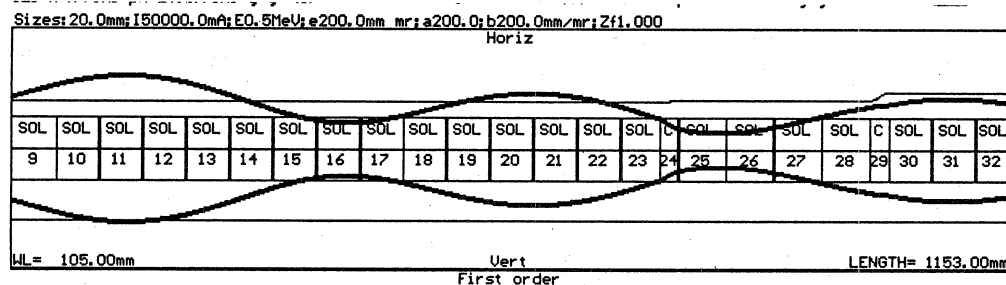 Sizes:20.0mm;I50000.0mA;E0.5MeV;e200.0mm mr;a200.0;b200.0mm/mr;Zf1.000
Horiz
SOL SOL SOL SOL SOL SOL SOL SOL SOL SOL SOL SOL SOL SOL SOL C SOL SOL SOL SOL C SOL SOL SOL
9 10 11 12 13 14 15 16 17 18 19 20 21 22 23 24 25 26 27 28 29 30 31 32
WL= 105.00mm Vert LENGTH= 1153.00mm
First order